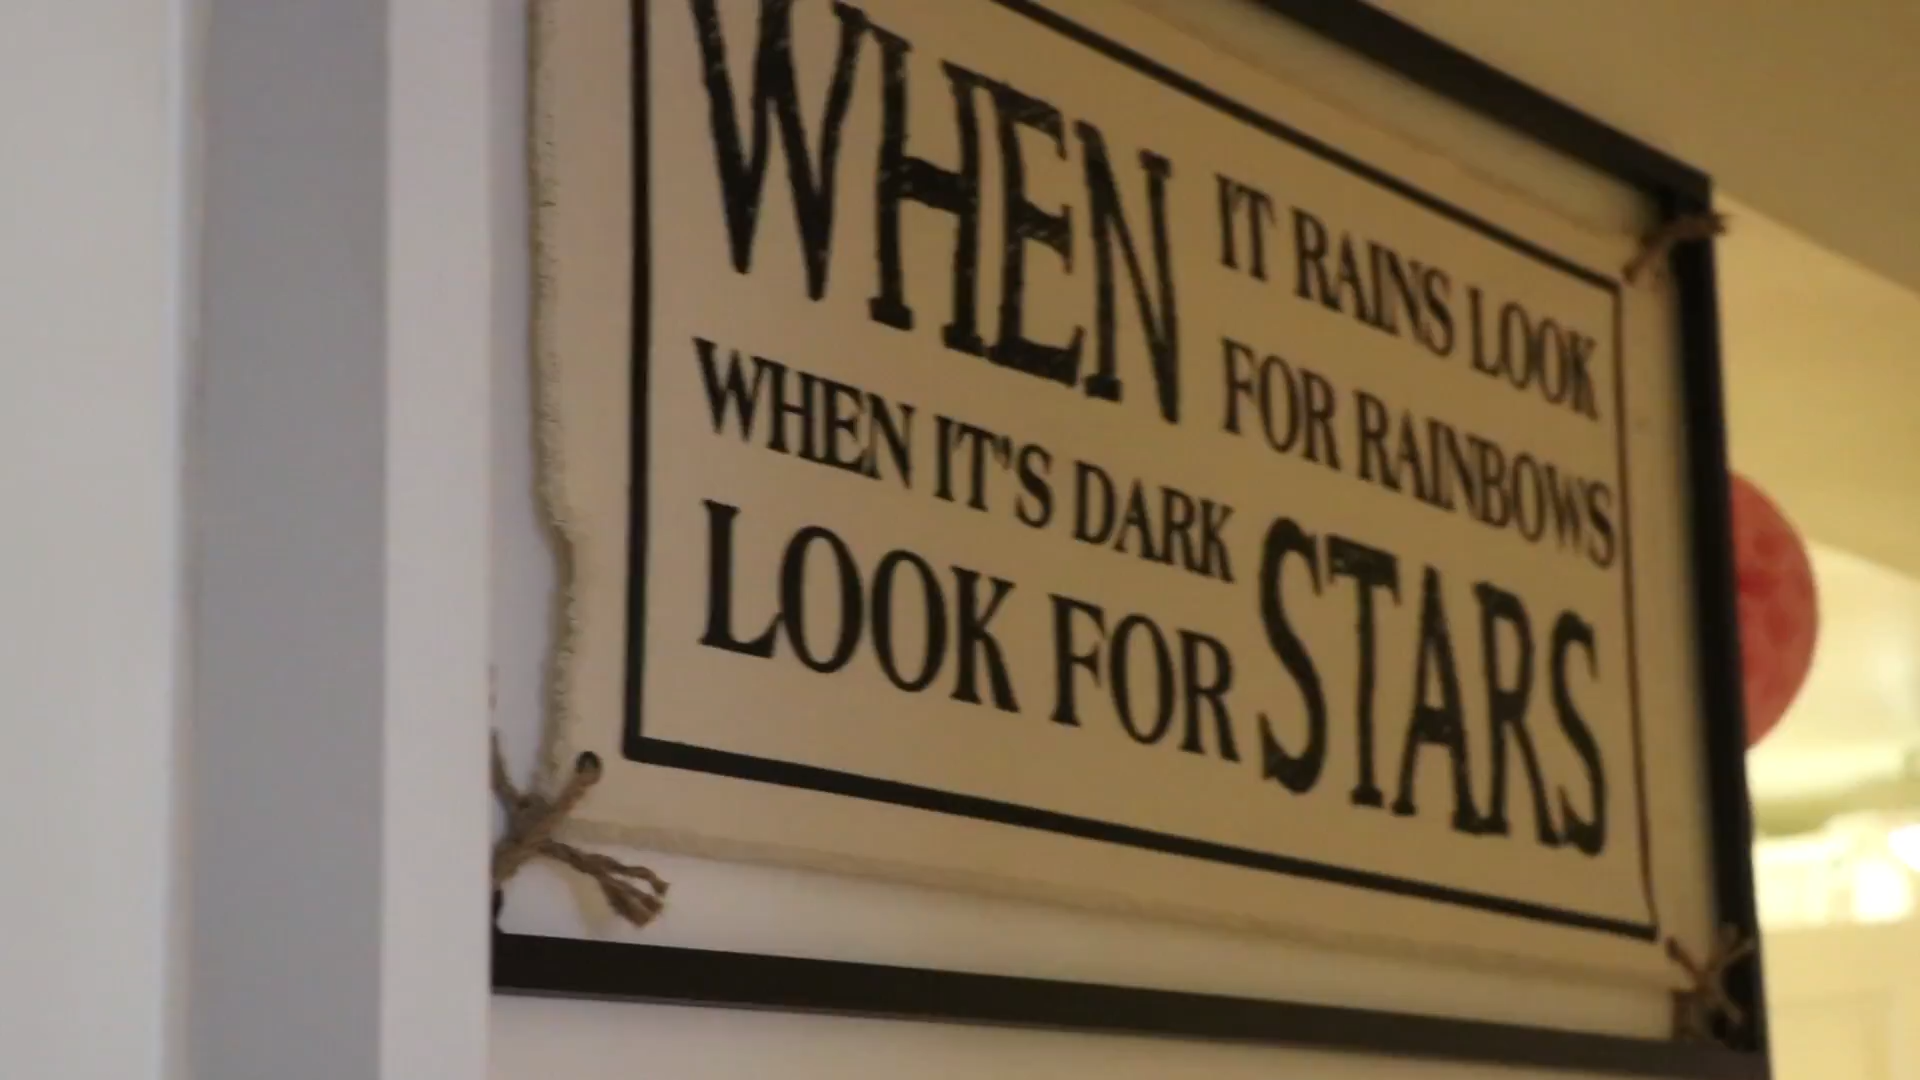 WHEN IT RAINS LOOK
FOR RAINBOWS
WHEN IT'S DARK
LOOK FOR STARS